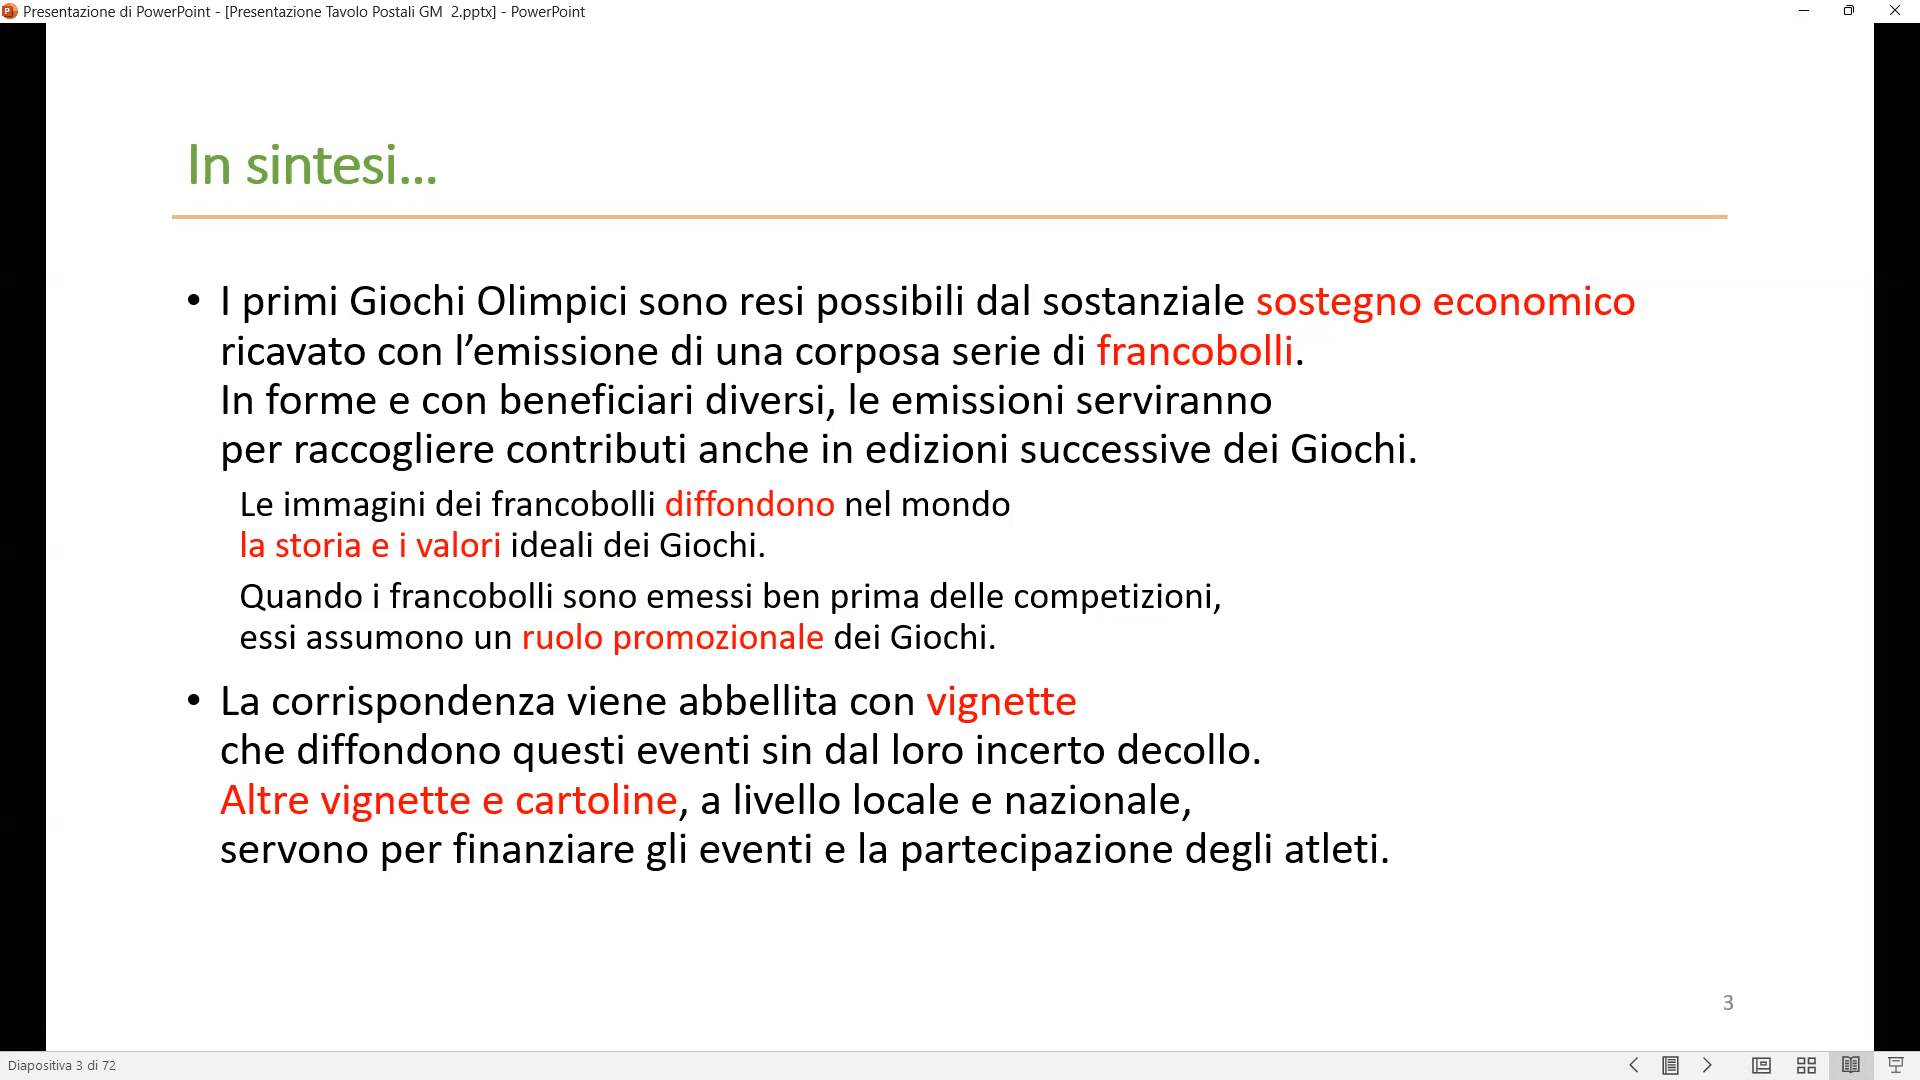 Presentazione di PowerPoint - [Presentazione Tavolo Postali GM  2.pptx] - PowerPoint
In sintesi...
• I primi Giochi Olimpici sono resi possibili dal sostanziale sostegno economico
ricavato con l’emissione di una corposa serie di francobolli.
In forme e con beneficiari diversi, le emissioni serviranno
per raccogliere contributi anche in edizioni successive dei Giochi.
Le immagini dei francobolli diffondono nel mondo
la storia e i valori ideali dei Giochi.
Quando i francobolli sono emessi ben prima delle competizioni,
essi assumono un ruolo promozionale dei Giochi.
• La corrispondenza viene abbellita con vignette
che diffondono questi eventi sin dal loro incerto decollo.
Altre vignette e cartoline, a livello locale e nazionale,
servono per finanziare gli eventi e la partecipazione degli atleti.
3
Diapositiva 3 di 72